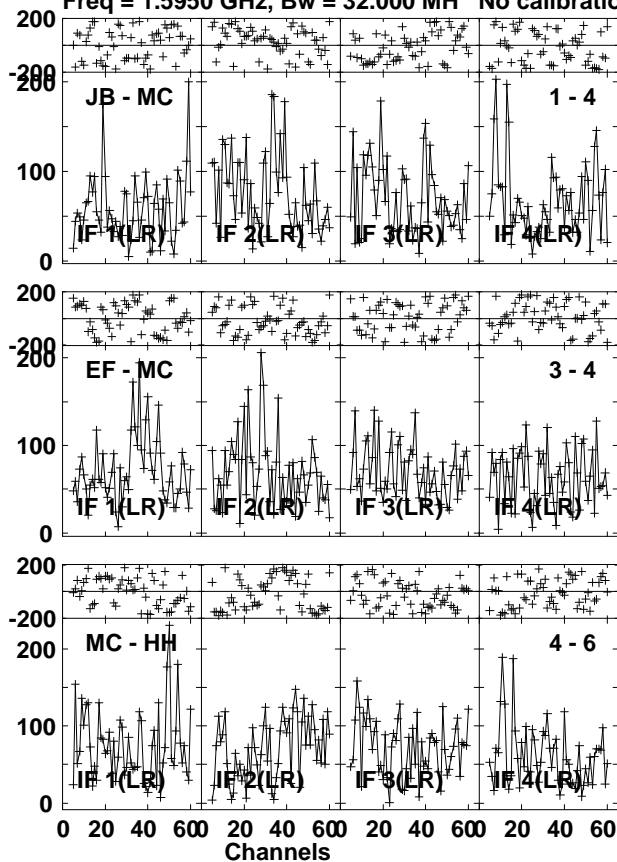 Freq = 1.5950 GHz, Bw = 32.000 MH No calibratio
200
-200
200
JB - MC 1 - 4
100
IF 1(LR) IF 2(LR) IF 3(LR) IF 4(LR)
0
200
-200
200
EF - MC 3 - 4
100
IF 1(LR) IF 2(LR) IF 3(LR) IF 4(LR)
0
200
-200
200
MC - HH 4 - 6
100
IF 1(LR) IF 2(LR) IF 3(LR) IF 4(LR)
0
0 20 40 60 0 20 40 60 0 20 40 60 0 20 40 60
Channels